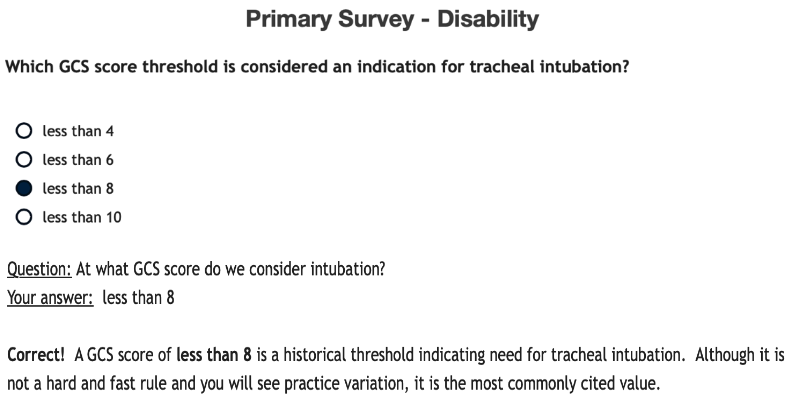 Primary Survey - Disability
Which GCS score threshold is considered an indication for tracheal intubation?
less than 4
less than 6
less than 8
less than 10
Question: At what GCS score do we consider intubation?
Your answer: less than 8
Correct! A GCS score of less than 8 is a historical threshold indicating need for tracheal intubation. Although it is
not a hard and fast rule and you will see practice variation, it is the most commonly cited value.